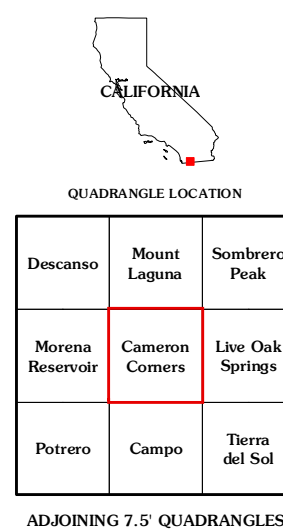 CALIFORNIA
QUADRANGLE LOCATION
Descanso
Mount
Laguna
Sombrero
Peak
Morena
Reservoir
Cameron
Corners
Live Oak
Springs
Potrero
Campo
Tierra
del Sol
ADJOINING 7.5' QUADRANGLES